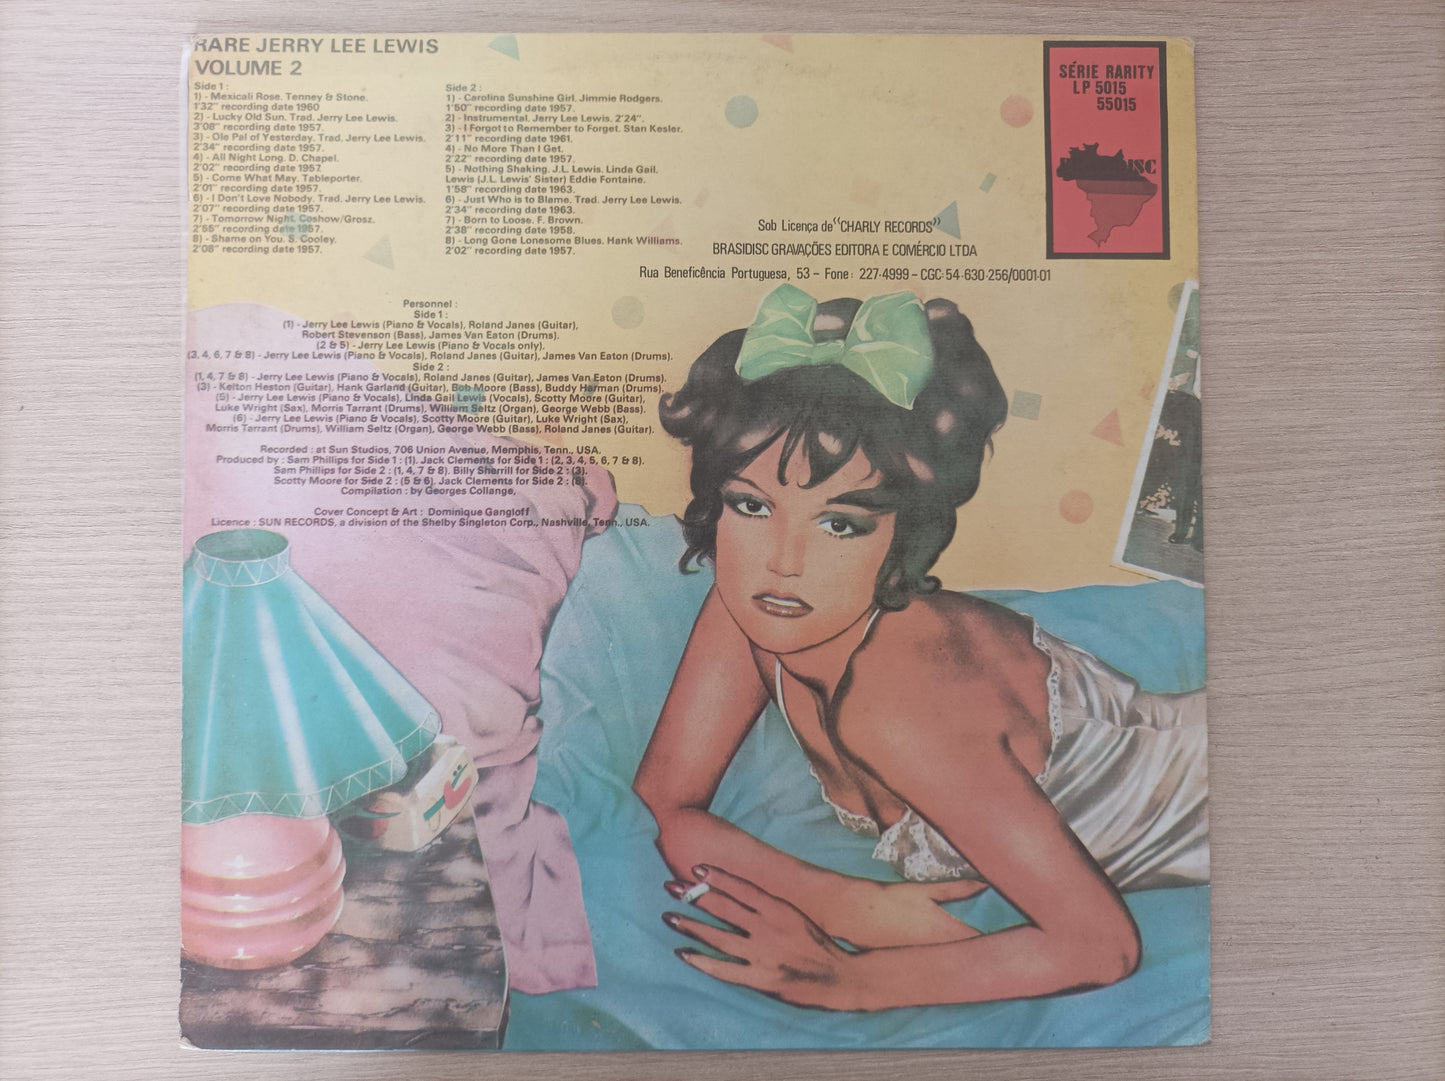 RARE JERRY LEE LEWIS
VOLUME 2
Side 1 :
1) - Mexicali Rose. Tenney & Stone.
1'32" recording date 1960
2) - Lucky Old Sun. Trad. Jerry Lee Lewis.
3'08" recording date 1957.
3) - Ole Pal of Yesterday. Trad. Jerry Lee Lewis.
2'34" recording date 1957.
4) - All Night Long. D. Chapel.
2'02" recording date 1957
5) - Come What May. Tableporter.
2'01" recording date 1957.
6) - I Don't Love Nobody. Trad. Jerry Lee Lewis.
2'07" recording date 1957.
7) - Tomorrow Night. Coshow/Grosz.
2'55" recording date 1957.
8) - Shame on You. S. Cooley.
2'08" recording date 1957.
Side 2 :
1) - Carolina Sunshine Girl. Jimmie Rodgers.
1'50" recording date 1957.
2) - Instrumental. Jerry Lee Lewis. 2'24".
3) - I Forgot to Remember to Forget. Stan Kesler.
2'11" recording date 1961.
4) - No More Than I Get.
2'22" recording date 1957.
5) - Nothing Shaking. J.L. Lewis. Linda Gail.
Lewis (J.L. Lewis' Sister) Eddie Fontaine.
1'58" recording date 1963.
6) - Just Who is to Blame. Trad. Jerry Lee Lewis.
2'34" recording date 1963.
7) - Born to Loose. F. Brown.
2'38" recording date 1958.
8) - Long Gone Lonesome Blues. Hank Williams.
2'02" recording date 1957.
SÉRIE RARITY
LP 5015
55015
Sob Licença de "CHARLY RECORDS"
BRASIDISC GRAVAÇÕES EDITORA E COMÉRCIO LTDA
Rua Beneficência Portuguesa, 53 - Fone: 227-4999 - CGC: 54-630-256/0001-01
Personnel :
Side 1 :
(1) - Jerry Lee Lewis (Piano & Vocals), Roland Janes (Guitar),
Robert Stevenson (Bass), James Van Eaton (Drums).
(2 & 5) - Jerry Lee Lewis (Piano & Vocals only).
(3, 4, 6, 7 & 8) - Jerry Lee Lewis (Piano & Vocals), Roland Janes (Guitar), James Van Eaton (Drums).
Side 2 :
(1, 4, 7 & 8) - Jerry Lee Lewis (Piano & Vocals), Roland Janes (Guitar), James Van Eaton (Drums).
(3) - Kelton Heston (Guitar), Hank Garland (Guitar), Bob Moore (Bass), Buddy Harman (Drums).
(5) - Jerry Lee Lewis (Piano & Vocals), Linda Gail Lewis (Vocals), Scotty Moore (Guitar),
Luke Wright (Sax), Morris Tarrant (Drums), William Seltz (Organ), George Webb (Bass).
(6) - Jerry Lee Lewis (Piano & Vocals), Scotty Moore (Guitar), Luke Wright (Sax),
Morris Tarrant (Drums), William Seltz (Organ), George Webb (Bass), Roland Janes (Guitar).
Recorded : at Sun Studios, 706 Union Avenue, Memphis, Tenn., USA.
Produced by : Sam Phillips for Side 1 : (1). Jack Clements for Side 1 : (2, 3, 4, 5, 6, 7 & 8).
Sam Phillips for Side 2 : (1, 4, 7 & 8). Billy Sherrill for Side 2 : (3).
Scotty Moore for Side 2 : (5 & 6). Jack Clements for Side 2 : (8).
Compilation : by Georges Collange,
Cover Concept & Art : Dominique Gangloff
Licence : SUN RECORDS, a division of the Shelby Singleton Corp., Nashville, Tenn., USA.